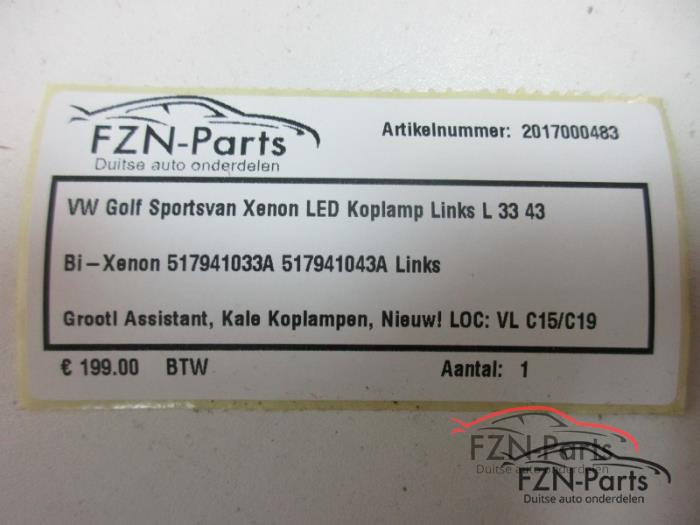 FZN-Parts
Duitse auto onderdelen
Artikelnummer: 2017000483
VW Golf Sportsvan Xenon LED Koplamp Links L 33 43
Bi-Xenon 517941033A 517941043A Links
Grootl Assistant, Kale Koplampen, Nieuw! LOC: VL C15/C19
€ 199.00 BTW Aantal: 1
FZN-Parts
Duitse auto onderdelen
FZN-Parts
Duitse auto onderdelen